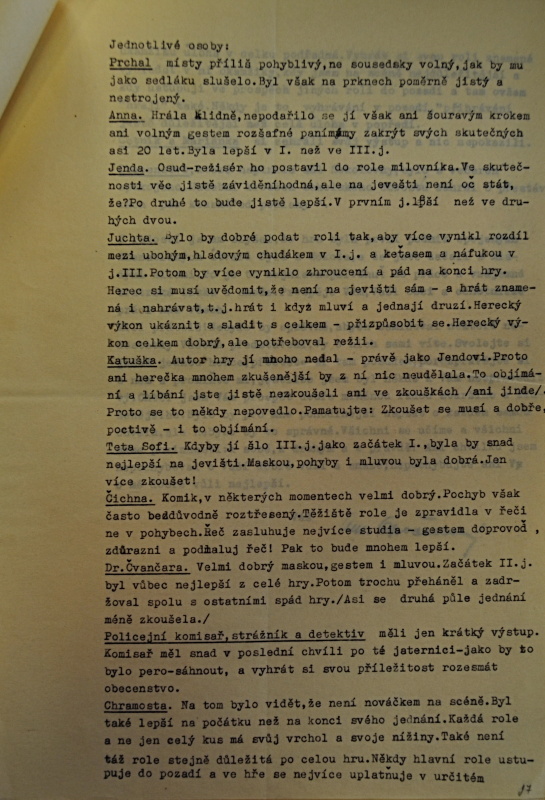 Jednotlivé osoby:
Prchal místy příliš pohyblivý,ne sousedsky volný,jak by mu
jako sedláku slušelo.Byl však na prknech poměrně jistý a
nestrojený.
Anna. Hrála klidně,nepodařilo se jí však ani šouravým krokem
ani volným gestem rozšafné panímámy zakrýt svých skutečných
asi 20 let.Byla lepší v I. než ve III.j.
Jenda. Osud-režisér ho postavil do role milovníka.Ve skuteč-
nosti věc jistě záviděníhodná,ale na jevešti není oč stát,
že?Po druhé to bude jistě lepší.V prvním j.lepší než ve dru-
hých dvou.
Juchta. Bylo by dobré podat roli tak,aby více vynikl rozdíl
mezi ubohým,hladovým chudákem v I.j. a keťasem a náfukou v
j.III.Potom by více vyniklo zhroucení a pád na konci hry.
Herec si musí uvědomit,že není na jevišti sám - a hrát zname-
ná i nahrávat,t.j.hrát i když mluví a jednají druzí.Herecký
výkon ukáznit a sladit s celkem - přizpůsobit se.Herecký vý-
kon celkem dobrý,ale potřeboval režii.
Katuška. Autor hry jí mnoho nedal - právě jako Jendovi.Proto
ani herečka mnohem zkušenější by z ní nic neudělala.To objímá-
ní a líbání jste jistě nezkoušeli ani ve zkouškách /ani jinde/.
Proto se to někdy nepovedlo.Pamatujte: Zkoušet se musí a dobře,
poctivě - i to objímání.
Teta Sofi. Kdyby jí šlo III.j.jako začátek I.,byla by snad
nejlepší na jevišti.Maskou,pohyby i mluvou byla dobrá.Jen
více zkoušet!
Čichna. Komik,v některých momentech velmi dobrý.Pochyb však
často bezdůvodně roztřesený.Těžiště role je zpravidla v řeči
ne v pohybech.Řeč zasluhuje nejvíce studia - gestem doprovoď ,
zdůrazni a podmaluj řeč! Pak to bude mnohem lepší.
Dr.Čvančara. Velmi dobrý maskou,gestem i mluvou.Začátek II.j.
byl vůbec nejlepší z celé hry.Potom trochu přeháněl a zadr-
žoval spolu s ostatními spád hry./Asi se druhá půle jednání
méně zkoušela./
Policejní komisař,strážník a detektiv měli jen krátký výstup.
Komisař měl snad v poslední chvíli po té jaternici-jako by to
bylo pero-sáhnout, a vyhrát si svou příležitost rozesmát
obecenstvo.
Chramosta. Na tom bylo vidět,že není nováčkem na scéně.Byl
také lepší na počátku než na konci svého jednání.Každá role
a ne jen celý kus má svůj vrchol a svoje nížiny.Také není
táž role stejně důležitá po celou hru.Někdy hlavní role ustu-
puje do pozadí a ve hře se nejvíce uplatňuje v určitém